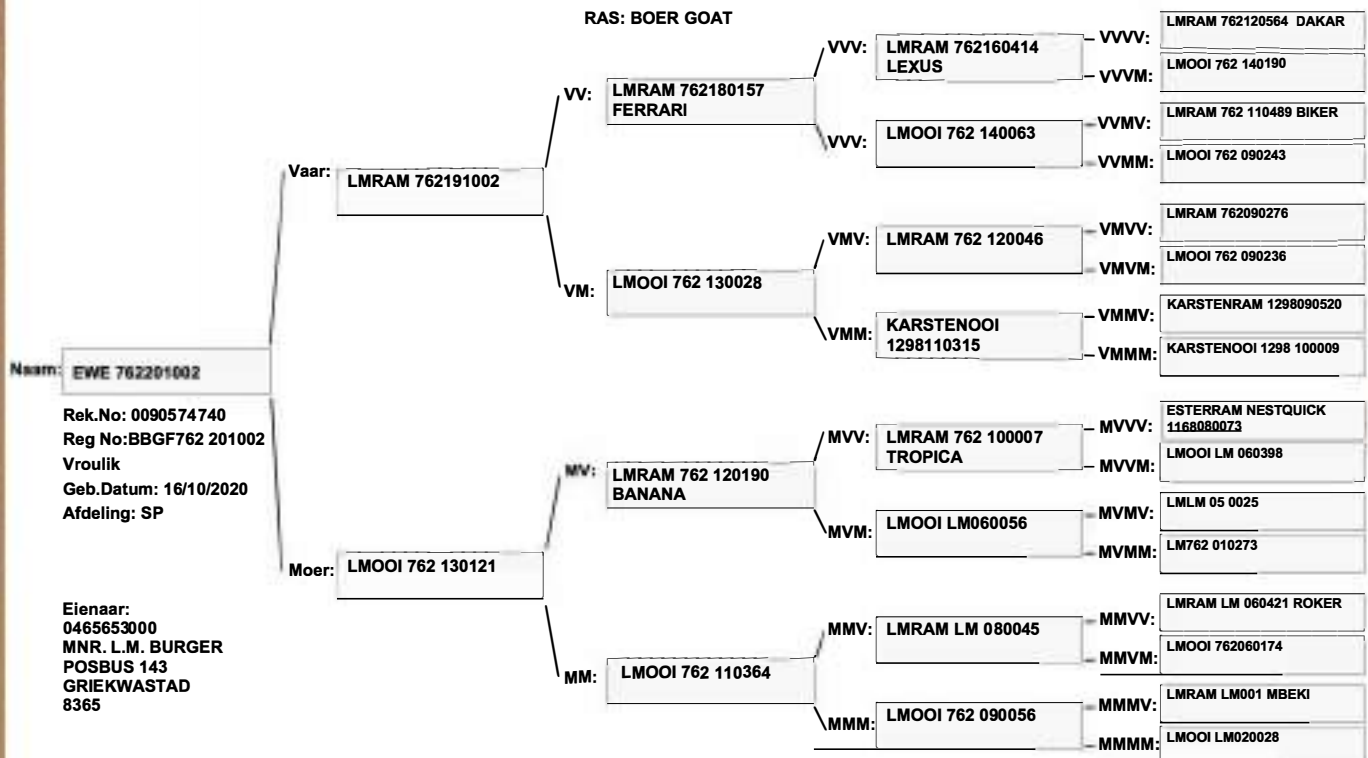 RAS: BOER GOAT
Naam: EWE 762201002
Rek.No: 0090574740
Reg No:BBGF762 201002
Vroulik
Geb.Datum: 16/10/2020
Afdeling: SP
Eienaar:
0465653000
MNR. L.M. BURGER
POSBUS 143
GRIEKWASTAD
8365
Vaar: LMRAM 762191002
Moer: LMOOI 762 130121
VV: LMRAM 762180157
FERRARI
VM: LMOOI 762 130028
MV: LMRAM 762 120190
BANANA
MM: LMOOI 762 110364
VVV: LMRAM 762160414
LEXUS
VVV: LMOOI 762 140063
VMV: LMRAM 762 120046
VMM: KARSTENOOI
1298110315
MVV: LMRAM 762 100007
TROPICA
MVM: LMOOI LM060056
MMV: LMRAM LM 080045
MMM: LMOOI 762 090056
VVVV: LMRAM 762120564 DAKAR
VVVM: LMOOI 762 140190
VVMV: LMRAM 762 110489 BIKER
VVMM: LMOOI 762 090243
VMVV: LMRAM 762090276
VMVM: LMOOI 762 090236
VMMV: KARSTENRAM 1298090520
VMMM: KARSTENOOI 1298 100009
MVVV: ESTERRAM NESTQUICK
1168080073
MVVM: LMOOI LM 060398
MVMV: LMLM 05 0025
MVMM: LM762 010273
MMVV: LMRAM LM 060421 ROKER
MMVM: LMOOI 762060174
MMMV: LMRAM LM001 MBEKI
MMMM: LMOOI LM020028